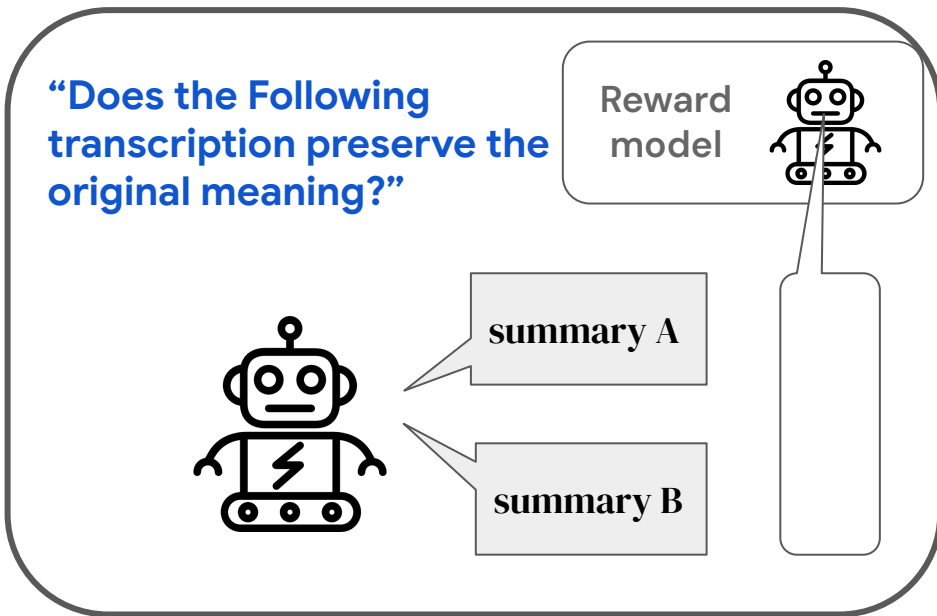 “Does the Following
transcription preserve the
original meaning?”
Reward
model
summary A
summary B